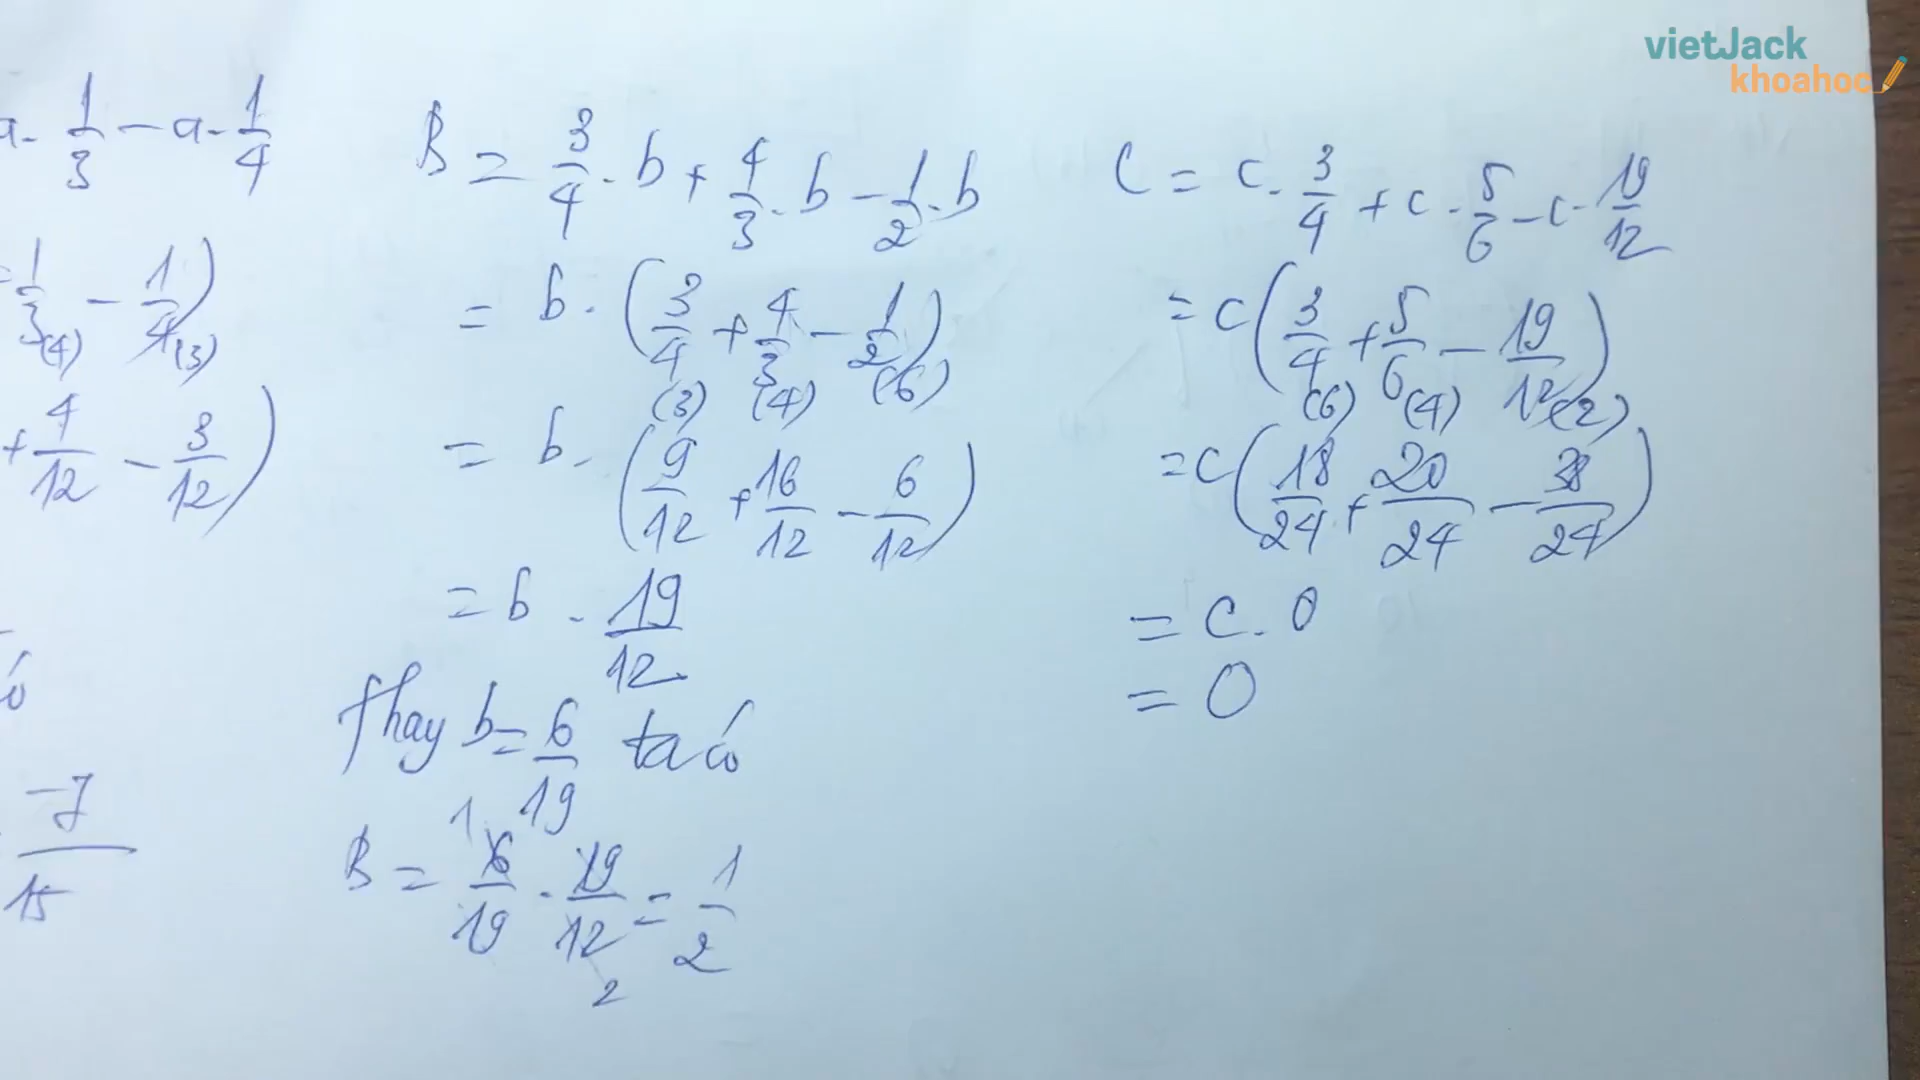 vietJack
khoahoc
a. 1/3 - a. 1/4
= 1/3 (4) - 1/4 (3) )
+ 4/12 - 3/12 )
có
-7/15
B = 3/4 . b + 4/3 . b - 1/2 . b
= b . ( 3/4 (3) + 4/3 (4) - 1/2 (6) )
= b . ( 9/12 + 16/12 - 6/12 )
= b . 19/12
Thay b = 6/19 ta có
B = 6/19 . 19/12 = 1/2
1
2
C = c . 3/4 + c . 5/6 - c . 19/12
= c ( 3/4 (6) + 5/6 (4) - 19/12 (2) )
= c ( 18/24 + 20/24 - 38/24 )
= c . 0
= 0